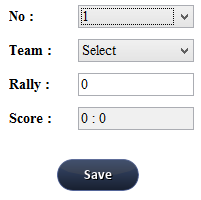 No : 1
Team : Select
Rally : 0
Score : 0 : 0
Save